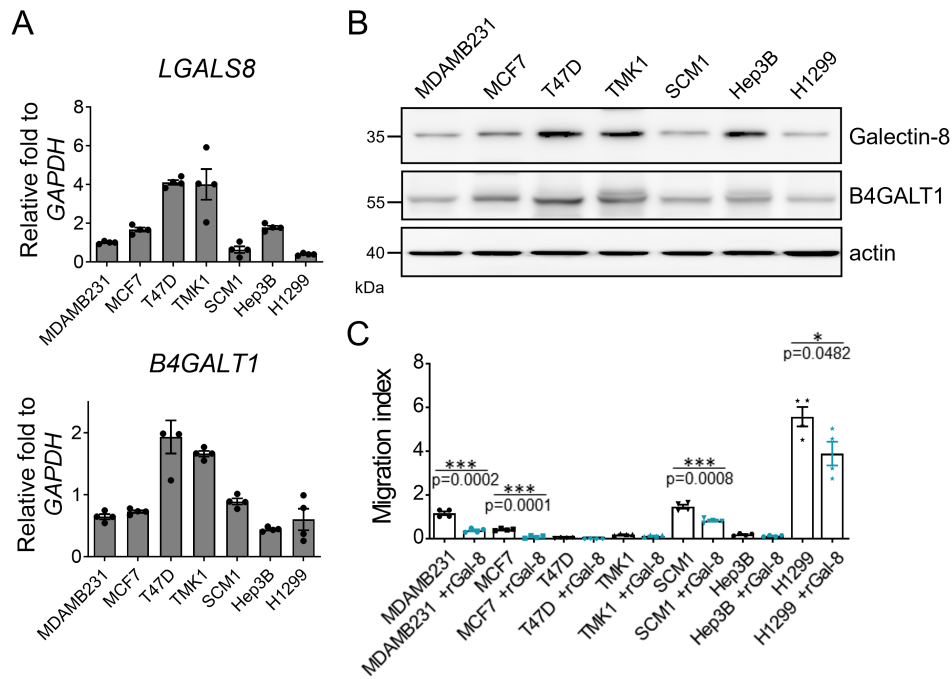 A
LGALS8
Relative fold to
GAPDH
8
6
4
2
0
MDAMB231
MCF7
T47D
TMK1
SCM1
Hep3B
H1299
B4GALT1
Relative fold to
GAPDH
2
1
0
MDAMB231
MCF7
T47D
TMK1
SCM1
Hep3B
H1299
B
MDAMB231
MCF7
T47D
TMK1
SCM1
Hep3B
H1299
35
Galectin-8
55
B4GALT1
40
actin
kDa
C
Migration index
8
6
4
2
0
***
p=0.0002
***
p=0.0001
***
p=0.0008
*
p=0.0482
MDAMB231
MDAMB231 +rGal-8
MCF7
MCF7 +rGal-8
T47D
T47D +rGal-8
TMK1
TMK1 +rGal-8
SCM1
SCM1 +rGal-8
Hep3B
Hep3B +rGal-8
H1299
H1299 +rGal-8